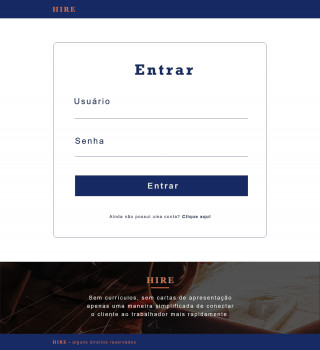 HIRE
Entrar
Usuário
Senha
Entrar
Ainda não possui uma conta? Clique aqui
HIRE
Sem currículos, sem cartas de apresentação
apenas uma maneira simplificada de conectar
o cliente ao trabalhador mais rapidamente
HIRE - alguns direitos reservados